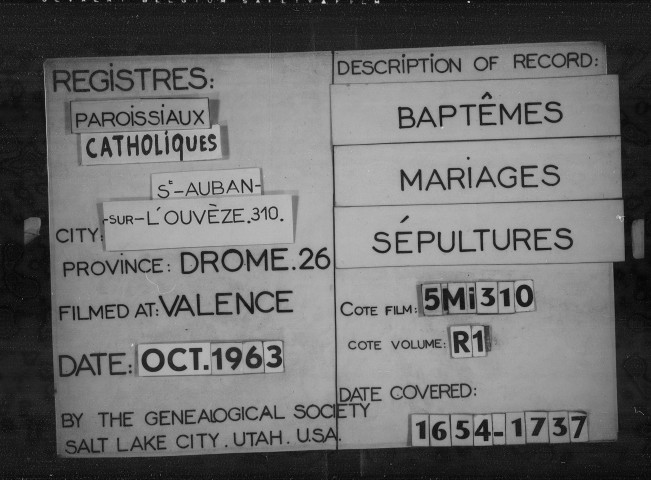 REGISTRES:
PAROISSIAUX
CATHOLIQUES
St-AUBAN-
-SUR-L'OUVÈZE.310.
CITY:
PROVINCE: DROME.26
FILMED AT: VALENCE
DATE: OCT.1963
BY THE GENEALOGICAL SOCIETY
SALT LAKE CITY. UTAH. U.S.A.
DESCRIPTION OF RECORD:
BAPTÊMES
MARIAGES
SÉPULTURES
COTE FILM: 5Mi310
COTE VOLUME: R1
DATE COVERED:
1654-1737